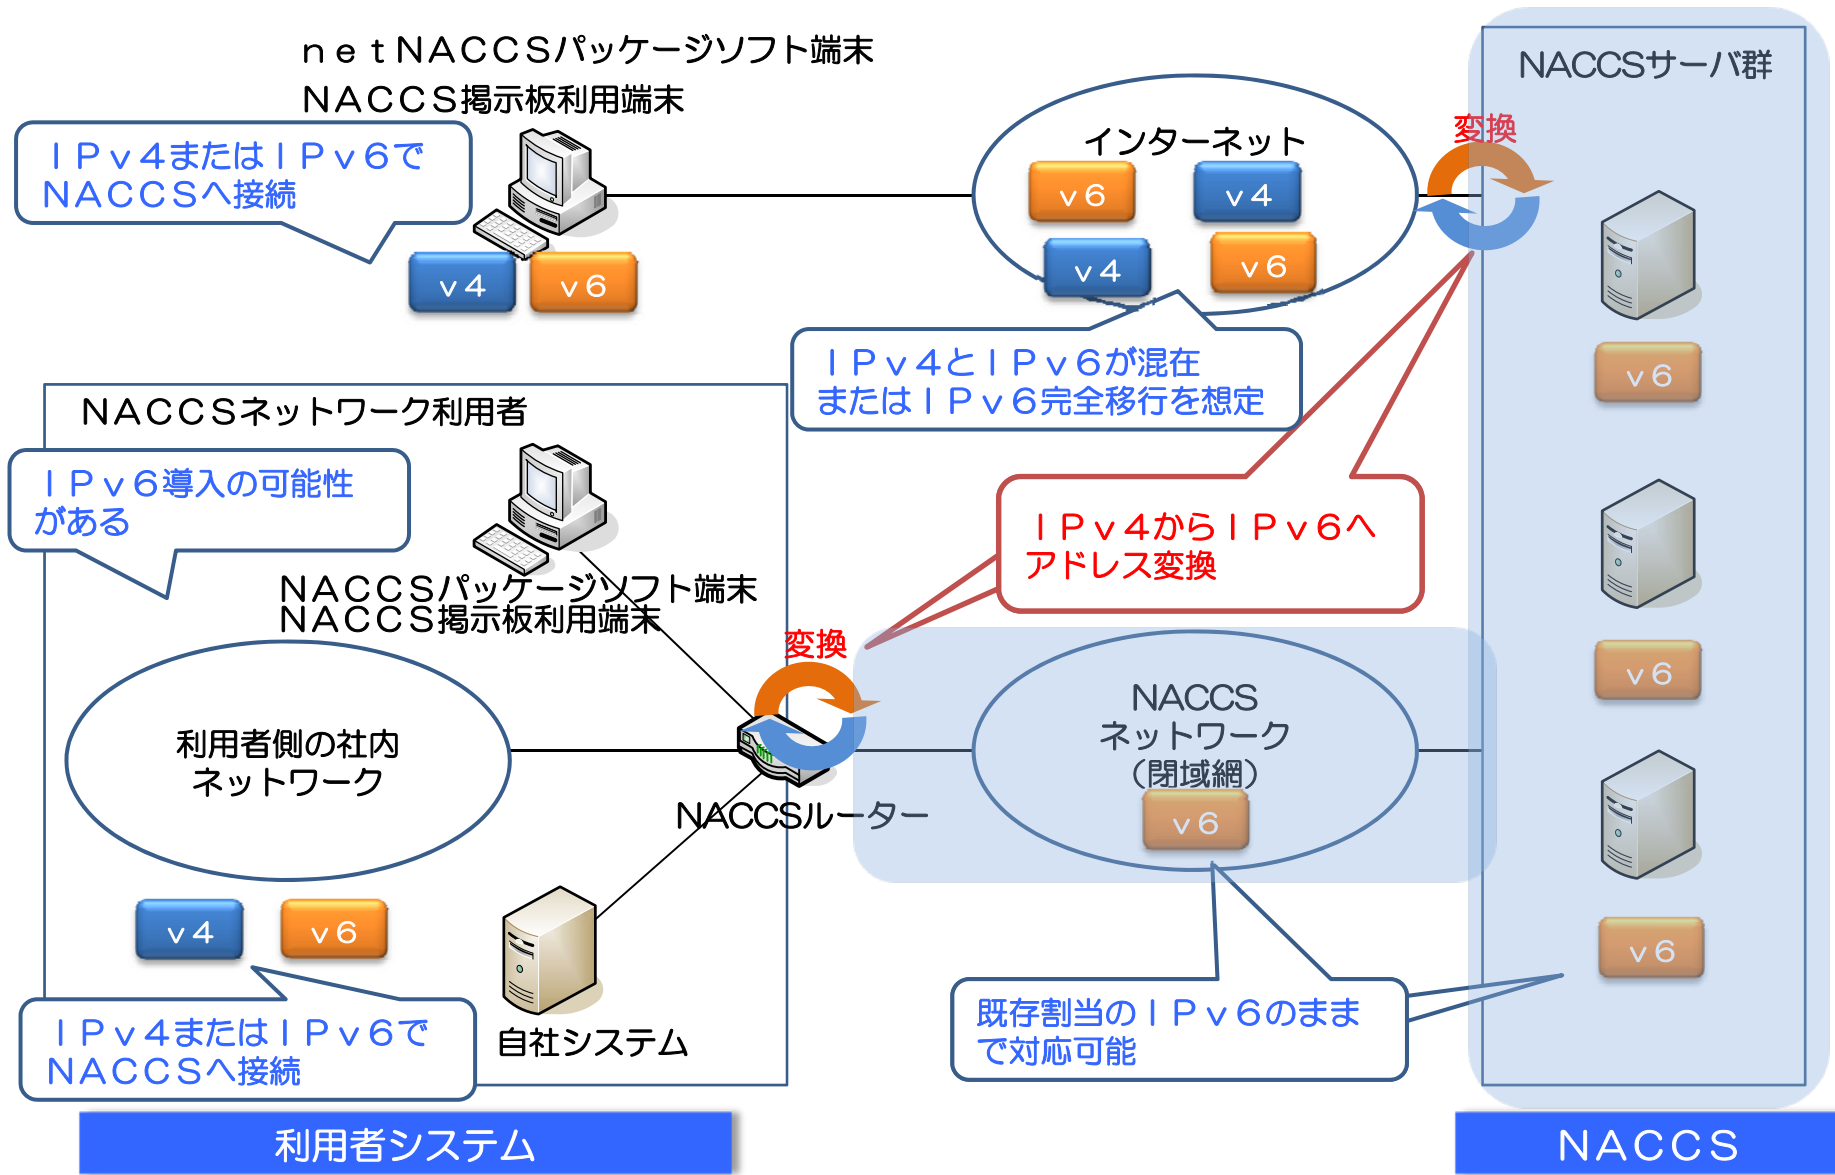 ｎｅｔＮＡＣＣＳパッケージソフト端末
ＮＡＣＣＳ掲示板利用端末
ＩＰｖ４またはＩＰｖ６で
ＮＡＣＣＳへ接続
ｖ４
ｖ６
インターネット
ｖ６
ｖ４
ｖ４
ｖ６
変換
NACCSサーバ群
ｖ６
ｖ６
ｖ６
ＩＰｖ４とＩＰｖ６が混在
またはＩＰｖ６完全移行を想定
ＮＡＣＣＳネットワーク利用者
ＩＰｖ６導入の可能性
がある
ＮＡＣＣＳパッケージソフト端末
ＮＡＣＣＳ掲示板利用端末
ＩＰｖ４からＩＰｖ６へ
アドレス変換
変換
利用者側の社内
ネットワーク
NACCSルーター
NACCS
ネットワーク
（閉域網）
ｖ６
ｖ４
ｖ６
ＩＰｖ４またはＩＰｖ６で
ＮＡＣＣＳへ接続
自社システム
既存割当のＩＰｖ６のまま
で対応可能
利用者システム
ＮＡＣＣＳ